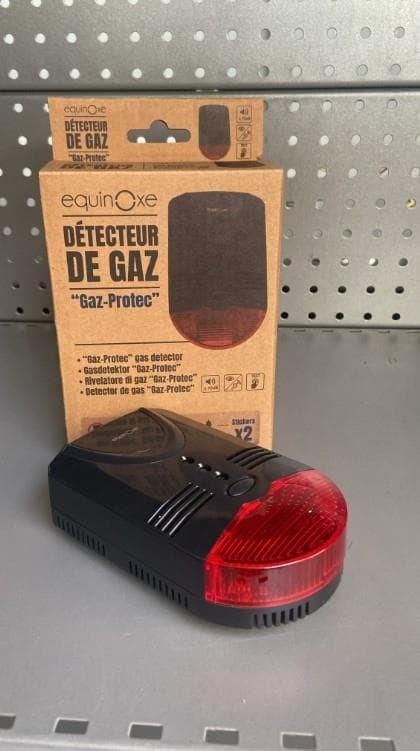 equinOxe
DÉTECTEUR
DE GAZ
"Gaz-Protec"
equinOxe
DÉTECTEUR
DE GAZ
"Gaz-Protec"
• "Gaz-Protec" gas detector
• Gasdetektor "Gaz-Protec"
• Rivelatore di gaz "Gaz-Protec"
• Detector de gas "Gaz-Protec"
Stickers
x2